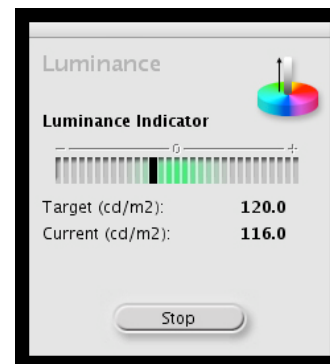 Luminance
Luminance Indicator
- 0 +
Target (cd/m2): 120.0
Current (cd/m2): 116.0
Stop